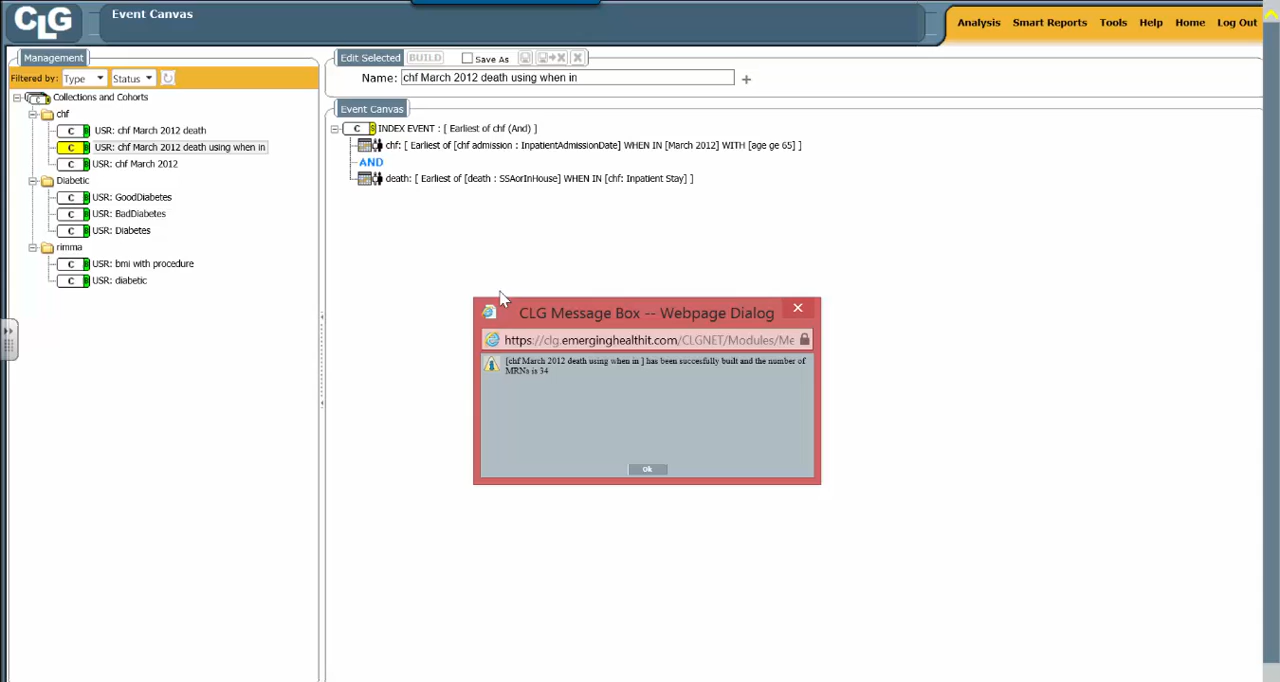 CLG
Event Canvas
Analysis Smart Reports Tools Help Home Log Out
Management
Filtered by: Type Status
Collections and Cohorts
chf
C USR: chf March 2012 death
C USR: chf March 2012 death using when in
C USR: chf March 2012
Diabetic
C USR: GoodDiabetes
C USR: BadDiabetes
C USR: Diabetes
rimma
C USR: bmi with procedure
C USR: diabetic
Edit Selected BUILD Save As
Name: chf March 2012 death using when in +
Event Canvas
C INDEX EVENT : [ Earliest of chf (And) ]
chf: [ Earliest of [chf admission : InpatientAdmissionDate] WHEN IN [March 2012] WITH [age ge 65] ]
AND
death: [ Earliest of [death : SSAorInHouse] WHEN IN [chf: Inpatient Stay] ]
CLG Message Box -- Webpage Dialog
https://clg.emerginghealthit.com/CLGNET/Modules/Me
[chf March 2012 death using when in ] has been succesfully built and the number of
MRNs is 34
Ok